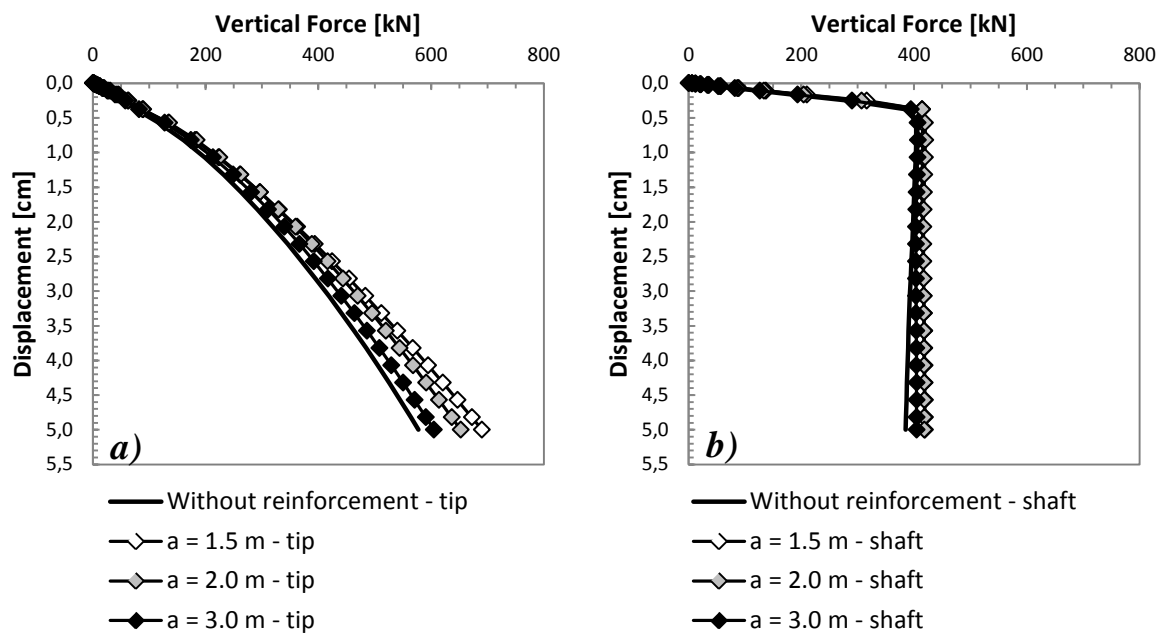 Vertical Force [kN]
0 200 400 600 800
0,0
0,5
1,0
1,5
2,0
2,5
3,0
3,5
4,0
4,5
5,0
5,5
Displacement [cm]
a)
Without reinforcement - tip
a = 1.5 m - tip
a = 2.0 m - tip
a = 3.0 m - tip
Vertical Force [kN]
0 200 400 600 800
0,0
0,5
1,0
1,5
2,0
2,5
3,0
3,5
4,0
4,5
5,0
5,5
Displacement [cm]
b)
Without reinforcement - shaft
a = 1.5 m - shaft
a = 2.0 m - shaft
a = 3.0 m - shaft